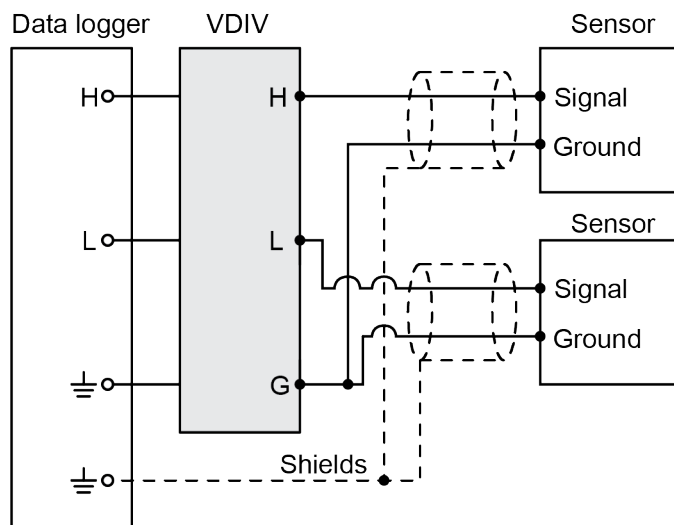 Data logger VDIV Sensor
H H Signal
Ground
Sensor
L L
Signal
Ground
G
Shields